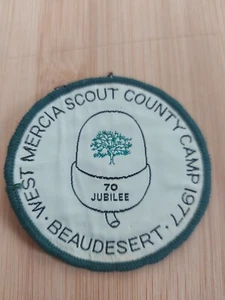 · WEST MERCIA SCOUT COUNTY CAMP 1977 ·
BEAUDESERT
70
JUBILEE